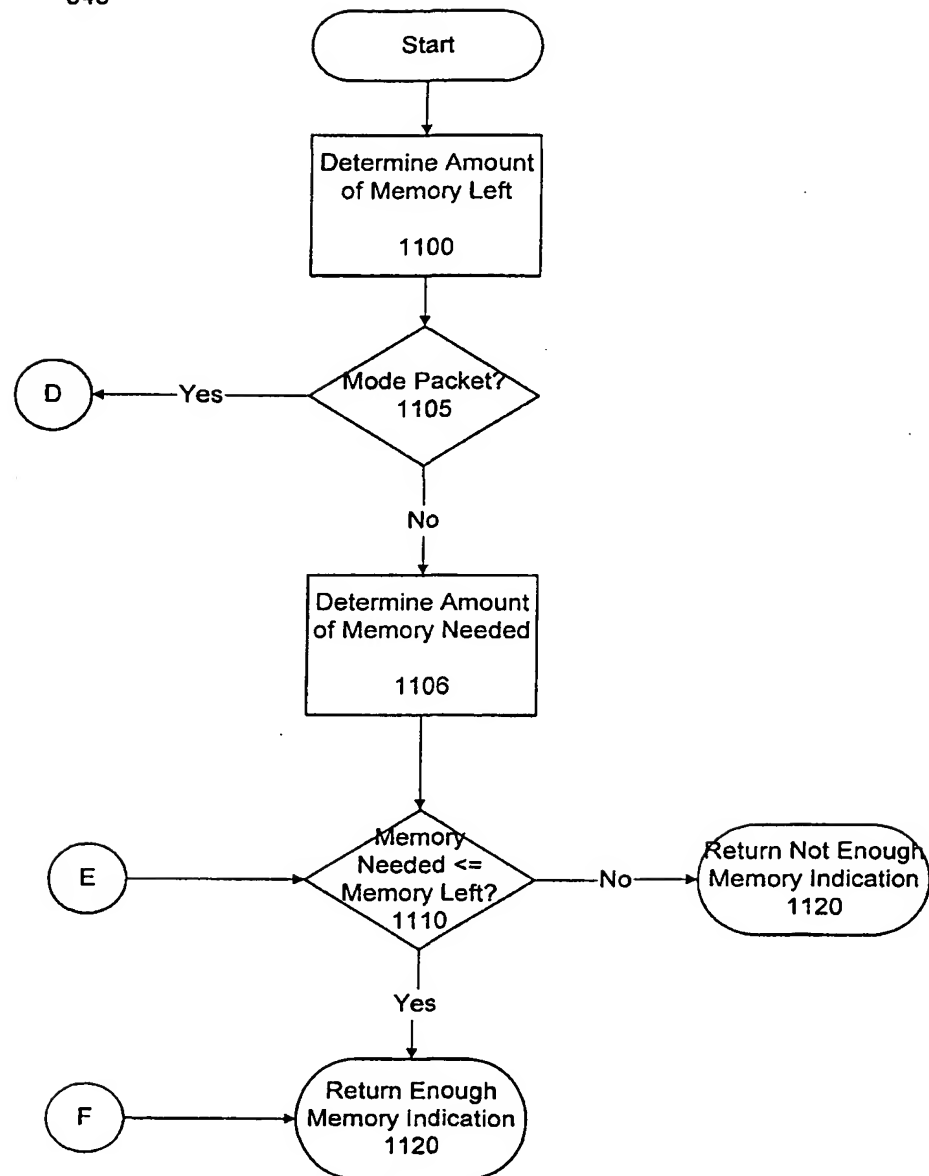 Start
Determine Amount
of Memory Left
1100
Mode Packet?
1105
D
Yes
No
Determine Amount
of Memory Needed
1106
Memory
Needed <=
Memory Left?
1110
E
No
Return Not Enough
Memory Indication
1120
Yes
Return Enough
Memory Indication
1120
F